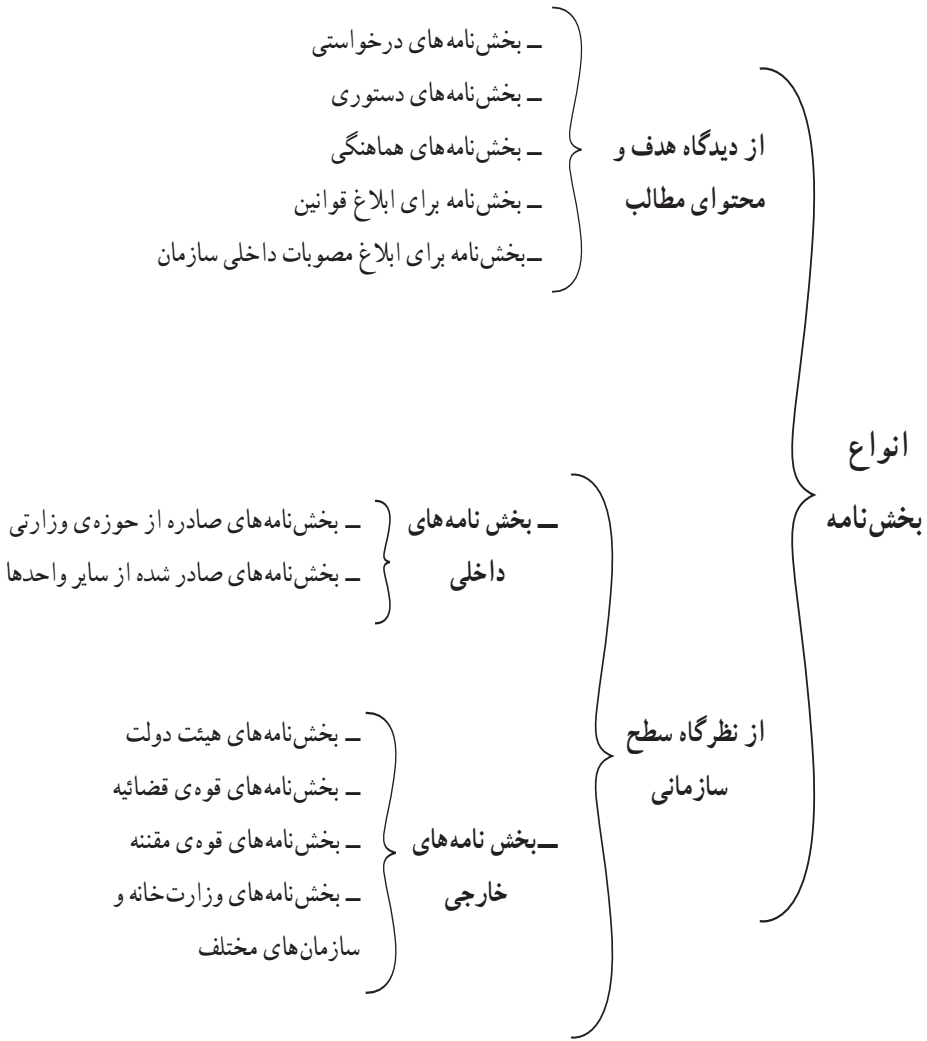 انواع
بخش‌نامه
از دیدگاه هدف و
محتوای مطالب
ـ بخش‌نامه‌های درخواستی
ـ بخش‌نامه‌های دستوری
ـ بخش‌نامه‌های هماهنگی
ـ بخش‌نامه برای ابلاغ قوانین
ـ بخش‌نامه برای ابلاغ مصوبات داخلی سازمان
از نظرگاه سطح
سازمانی
ـ بخش نامه‌های
داخلی
ـ بخش‌نامه‌های صادره از حوزه‌ی وزارتی
ـ بخش‌نامه‌های صادر شده از سایر واحدها
ـ بخش نامه‌های
خارجی
ـ بخش‌نامه‌های هیئت دولت
ـ بخش‌نامه‌های قوه‌ی قضائیه
ـ بخش‌نامه‌های قوه‌ی مقننه
ـ بخش‌نامه‌های وزارت‌خانه و
سازمان‌های مختلف